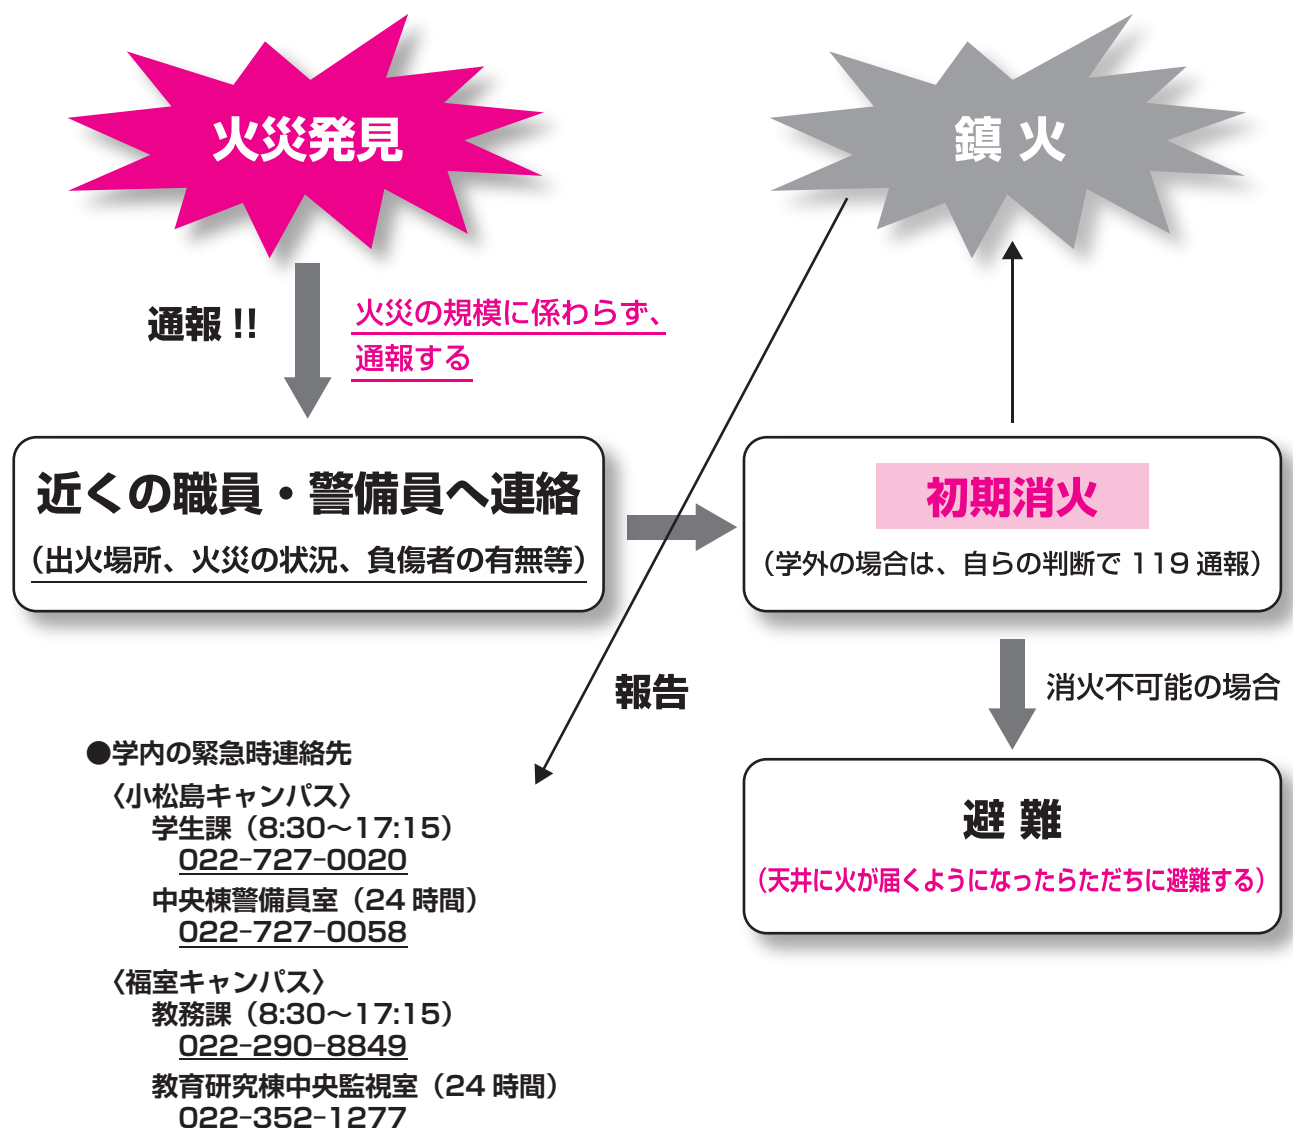 火災発見
通報!!
火災の規模に係わらず、
通報する
近くの職員・警備員へ連絡
（出火場所、火災の状況、負傷者の有無等）
鎮 火
初期消火
（学外の場合は、自らの判断で 119 通報）
消火不可能の場合
避 難
（天井に火が届くようになったらただちに避難する）
報告
●学内の緊急時連絡先
〈小松島キャンパス〉
学生課（8:30～17:15）
022-727-0020
中央棟警備員室（24 時間）
022-727-0058
〈福室キャンパス〉
教務課（8:30～17:15）
022-290-8849
教育研究棟中央監視室（24 時間）
022-352-1277